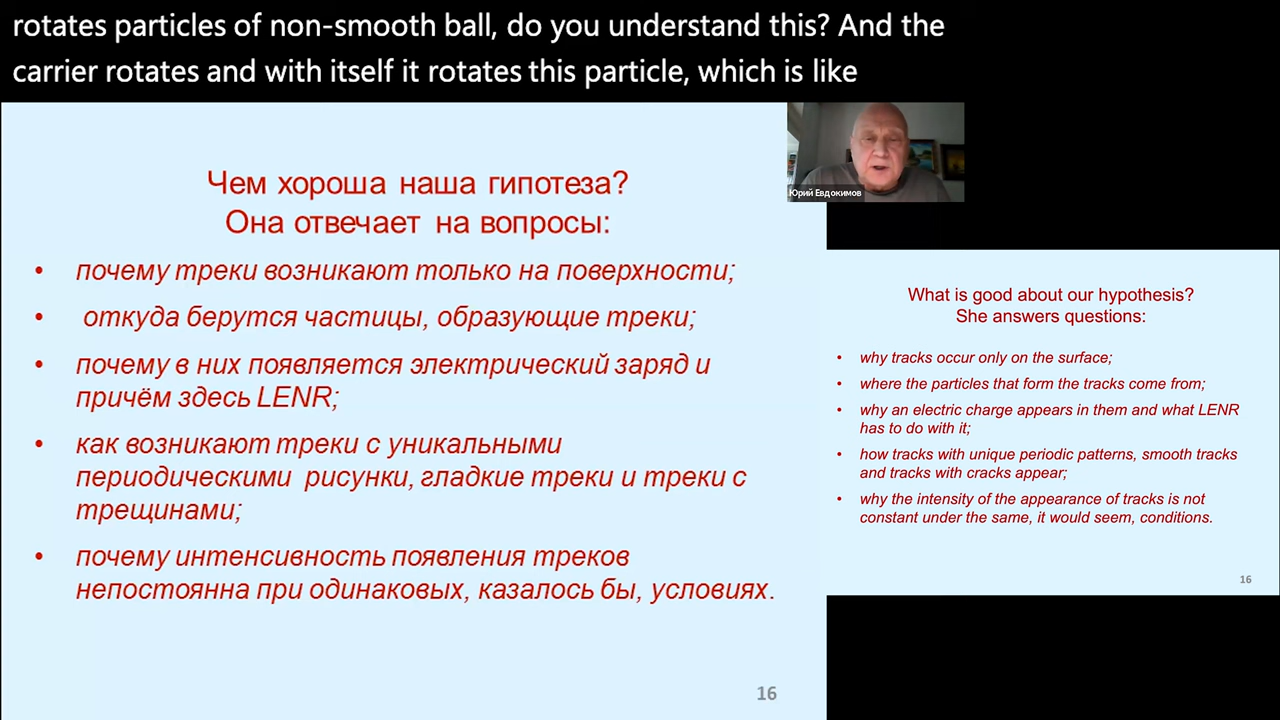 rotates particles of non-smooth ball, do you understand this? And the
carrier rotates and with itself it rotates this particle, which is like
Юрий Евдокимов
Чем хороша наша гипотеза?
Она отвечает на вопросы:
• почему треки возникают только на поверхности;
• откуда берутся частицы, образующие треки;
• почему в них появляется электрический заряд и
причём здесь LENR;
• как возникают треки с уникальными
периодическими рисунки, гладкие треки и треки с
трещинами;
• почему интенсивность появления треков
непостоянна при одинаковых, казалось бы, условиях.
16
What is good about our hypothesis?
She answers questions:
• why tracks occur only on the surface;
• where the particles that form the tracks come from;
• why an electric charge appears in them and what LENR
has to do with it;
• how tracks with unique periodic patterns, smooth tracks
and tracks with cracks appear;
• why the intensity of the appearance of tracks is not
constant under the same, it would seem, conditions.
16